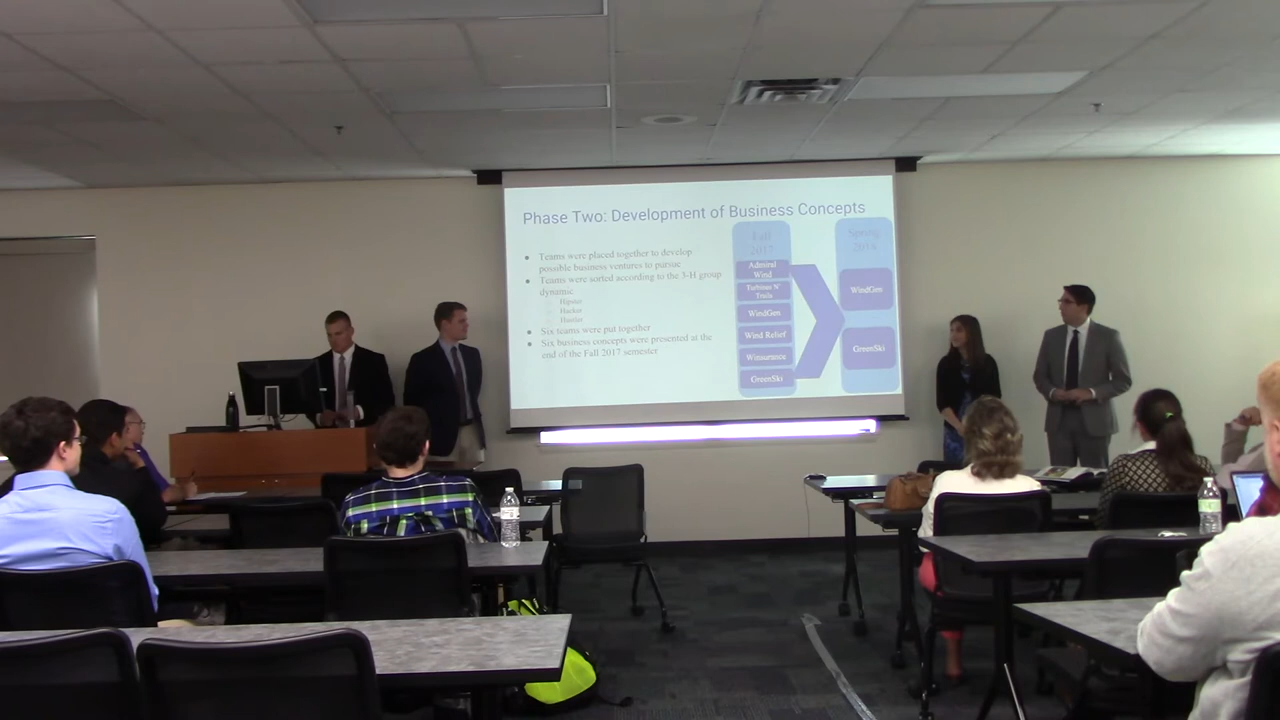 Phase Two: Development of Business Concepts
Teams were placed together to develop
possible business ventures to pursue
Teams were sorted according to the 3-H group
dynamic
Hipster
Hacker
Hustler
Six teams were put together
Six business concepts were presented at the
end of the Fall 2017 semester
Fall
2017
Admiral
Wind
Turbines N'
Trails
WindGen
Wind Relief
Winsurance
GreenSki
Spring
2018
WindGen
GreenSki